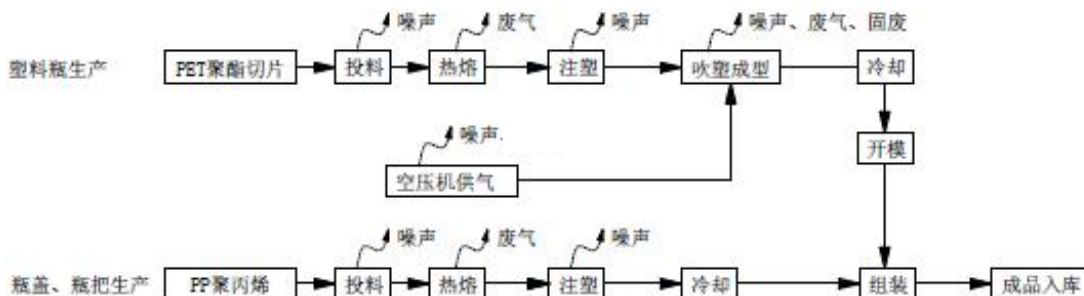 噪声 废气 噪声 噪声、废气、固废
塑料瓶生产 PET聚酯切片 投料 热熔 注塑 吹塑成型 冷却
噪声.
空压机供气
开模
噪声 废气 噪声
瓶盖、瓶把生产 PP聚丙烯 投料 热熔 注塑 冷却 组装 成品入库